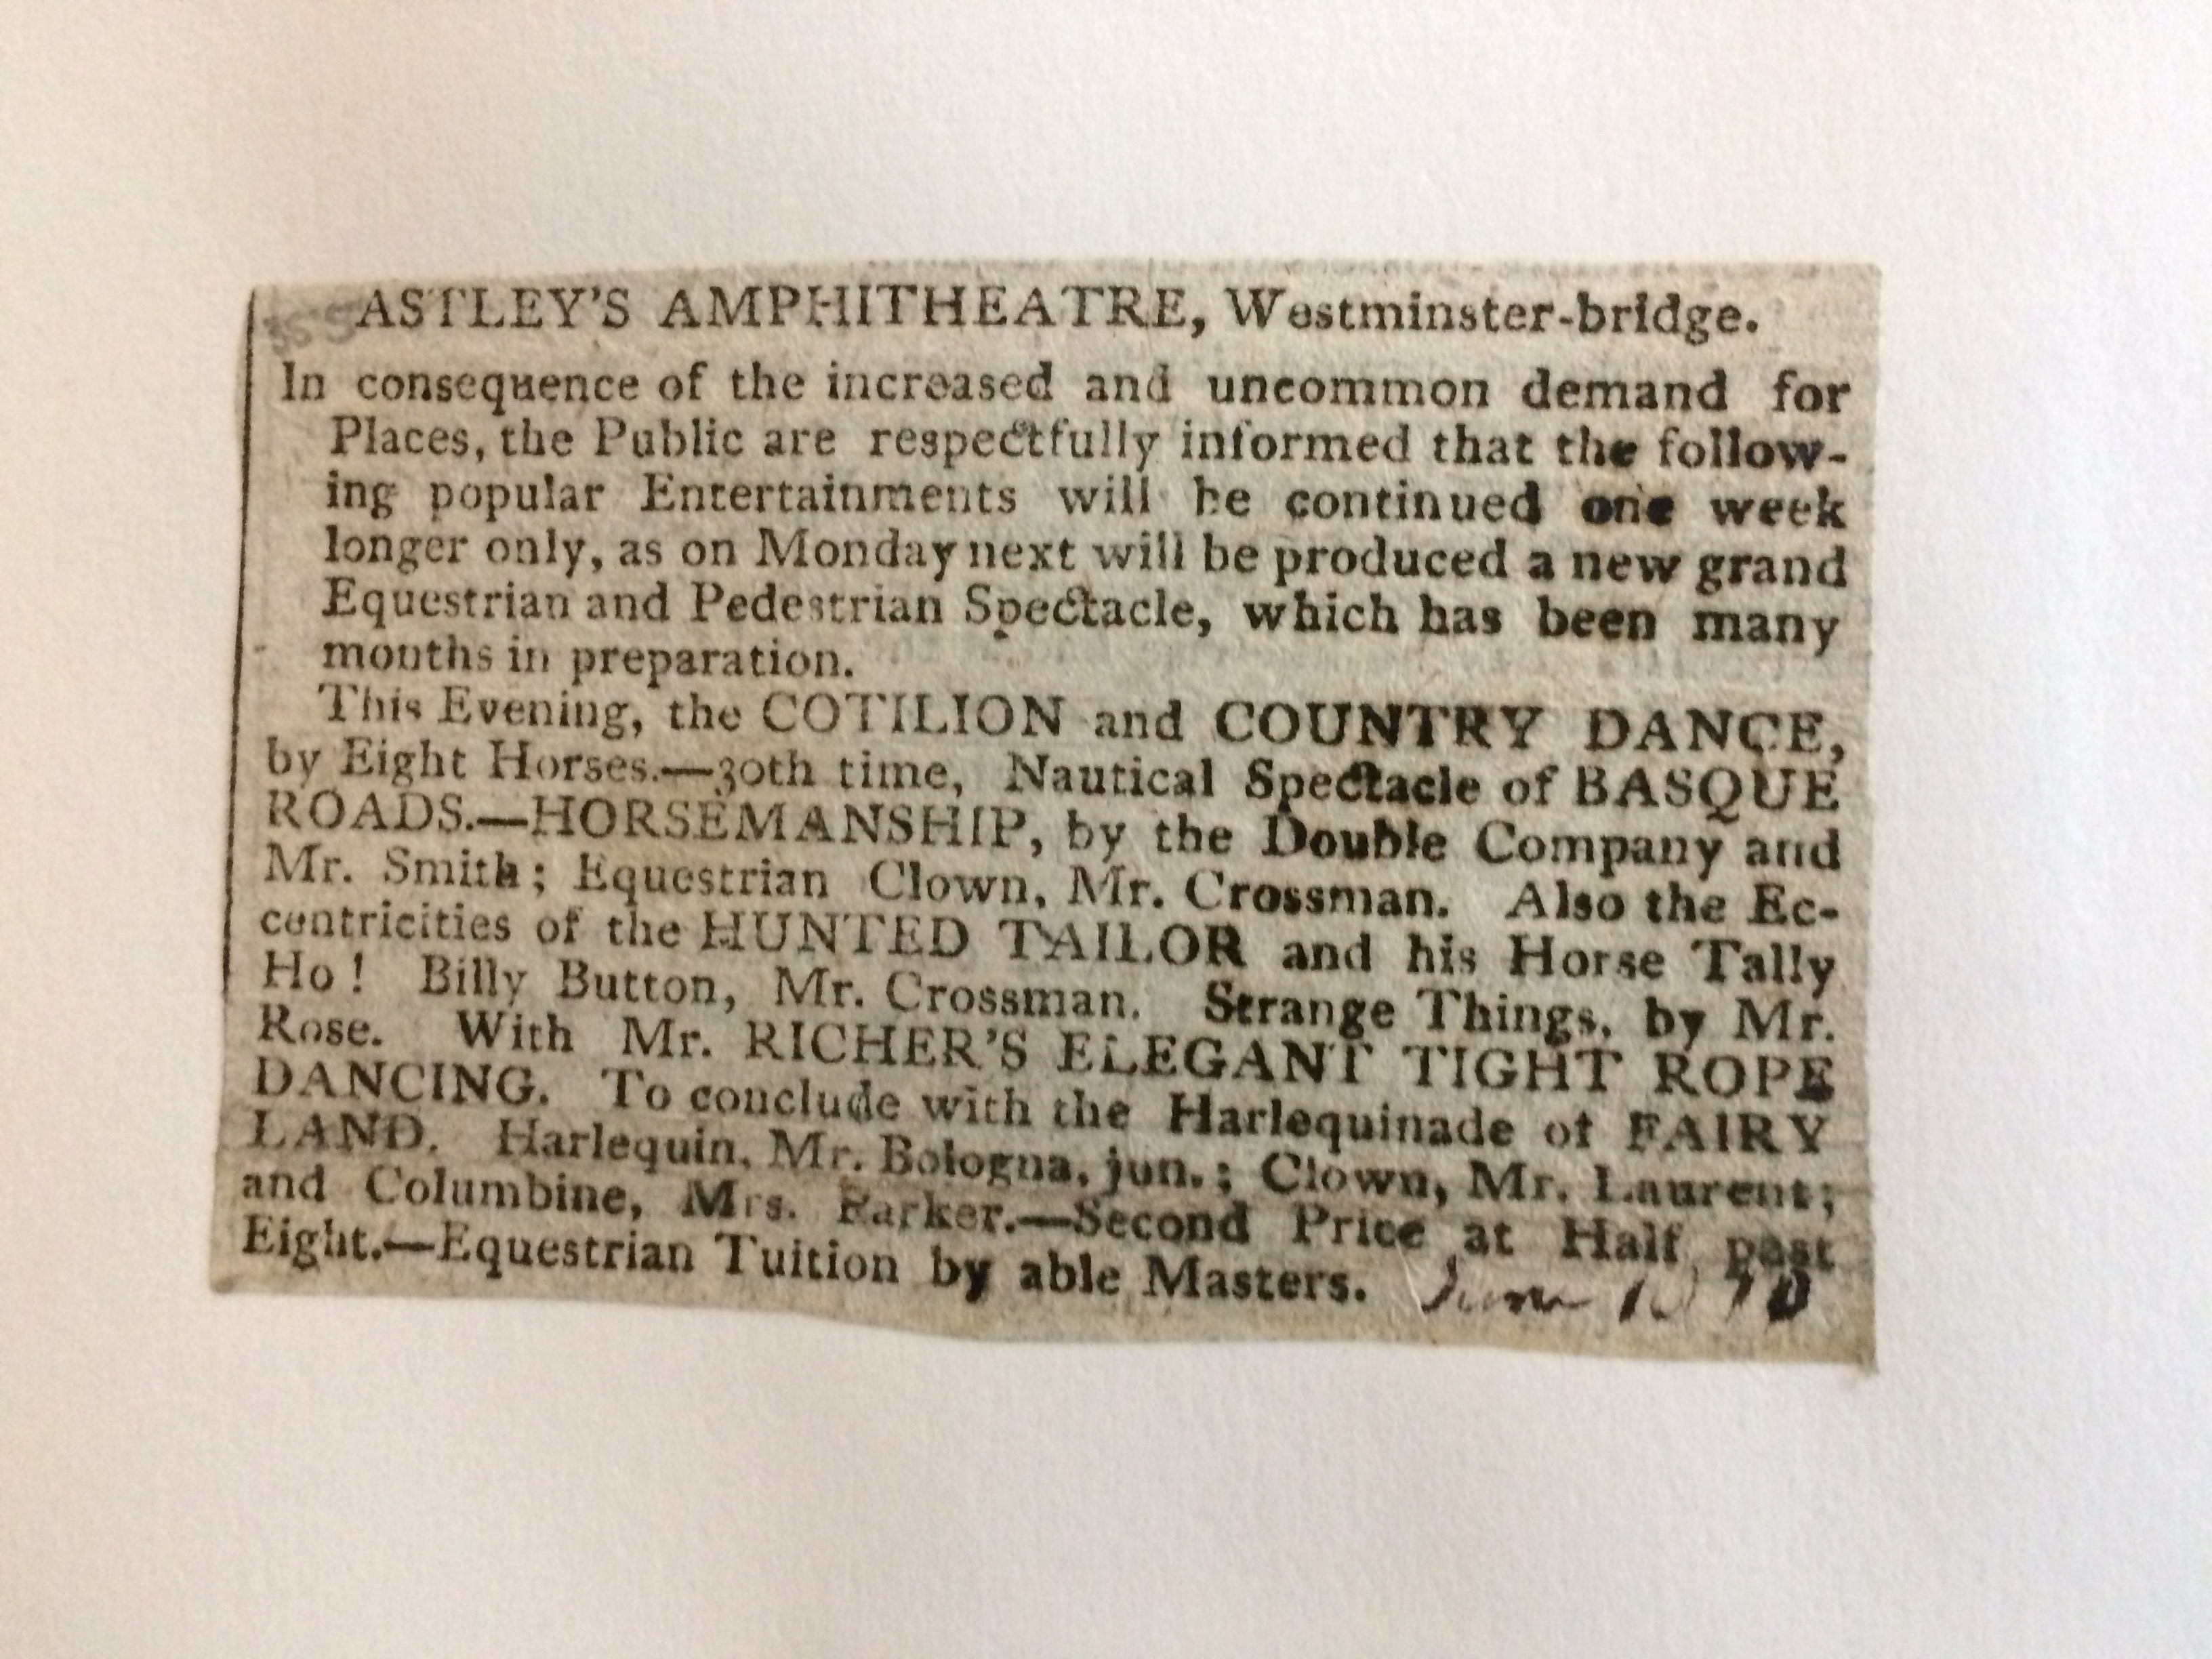 ASTLEY'S AMPHITHEATRE, Westminster-bridge.
In consequence of the increased and uncommon demand for
Places, the Public are respectfully informed that the follow-
ing popular Entertainments will be continued one week
longer only, as on Monday next will be produced a new grand
Equestrian and Pedestrian Spectacle, which has been many
months in preparation.
This Evening, the COTILION and COUNTRY DANCE,
by Eight Horses.—30th time, Nautical Spectacle of BASQUE
ROADS.—HORSEMANSHIP, by the Double Company and
Mr. Smith; Equestrian Clown, Mr. Crossman. Also the Ec-
centricities of the HUNTED TAILOR and his Horse Tally
Ho! Billy Button, Mr. Crossman. Strange Things, by Mr.
Rose. With Mr. RICHER'S ELEGANT TIGHT ROPE
DANCING. To conclude with the Harlequinade of FAIRY
LAND. Harlequin, Mr. Bologna, jun.; Clown, Mr. Laurent;
and Columbine, Mrs. Parker.—Second Price at Half past
Eight.—Equestrian Tuition by able Masters.
June